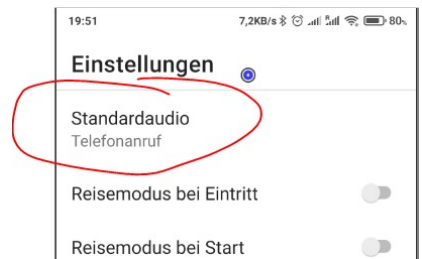 19:51 7,2KB/s 80%
Einstellungen
Standardaudio
Telefonanruf
Reisemodus bei Eintritt
Reisemodus bei Start